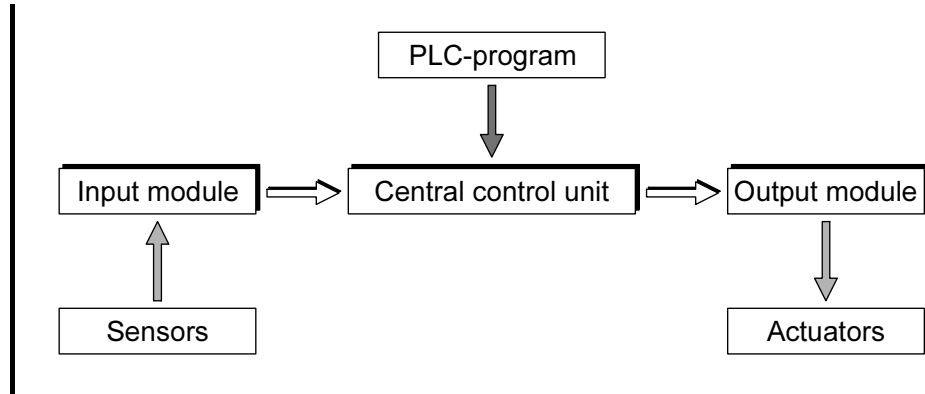 PLC-program
Input module
Central control unit
Output module
Sensors
Actuators